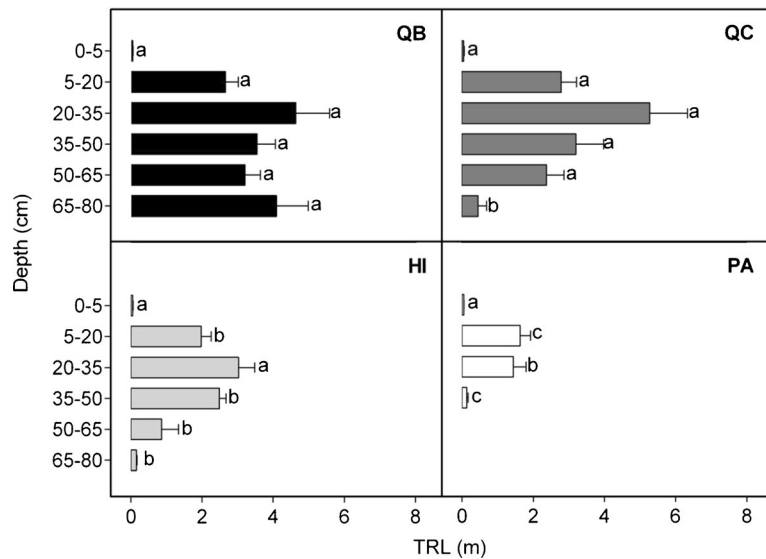 QB
QC
0-5 a a
5-20 a a
20-35 a a
35-50 a a
50-65 a a
65-80 a b
Depth (cm)
HI
PA
0-5 a a
5-20 b c
20-35 a b
35-50 b c
50-65 b
65-80 b
0 2 4 6 8 0 2 4 6 8
TRL (m)